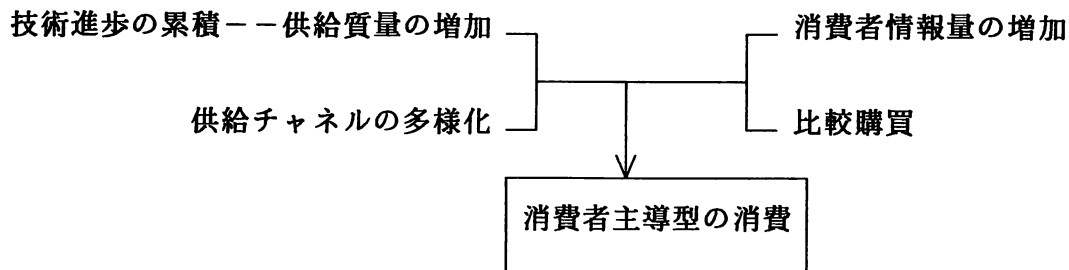 技術進歩の累積−−供給質量の増加
消費者情報量の増加
供給チャネルの多様化
比較購買
消費者主導型の消費